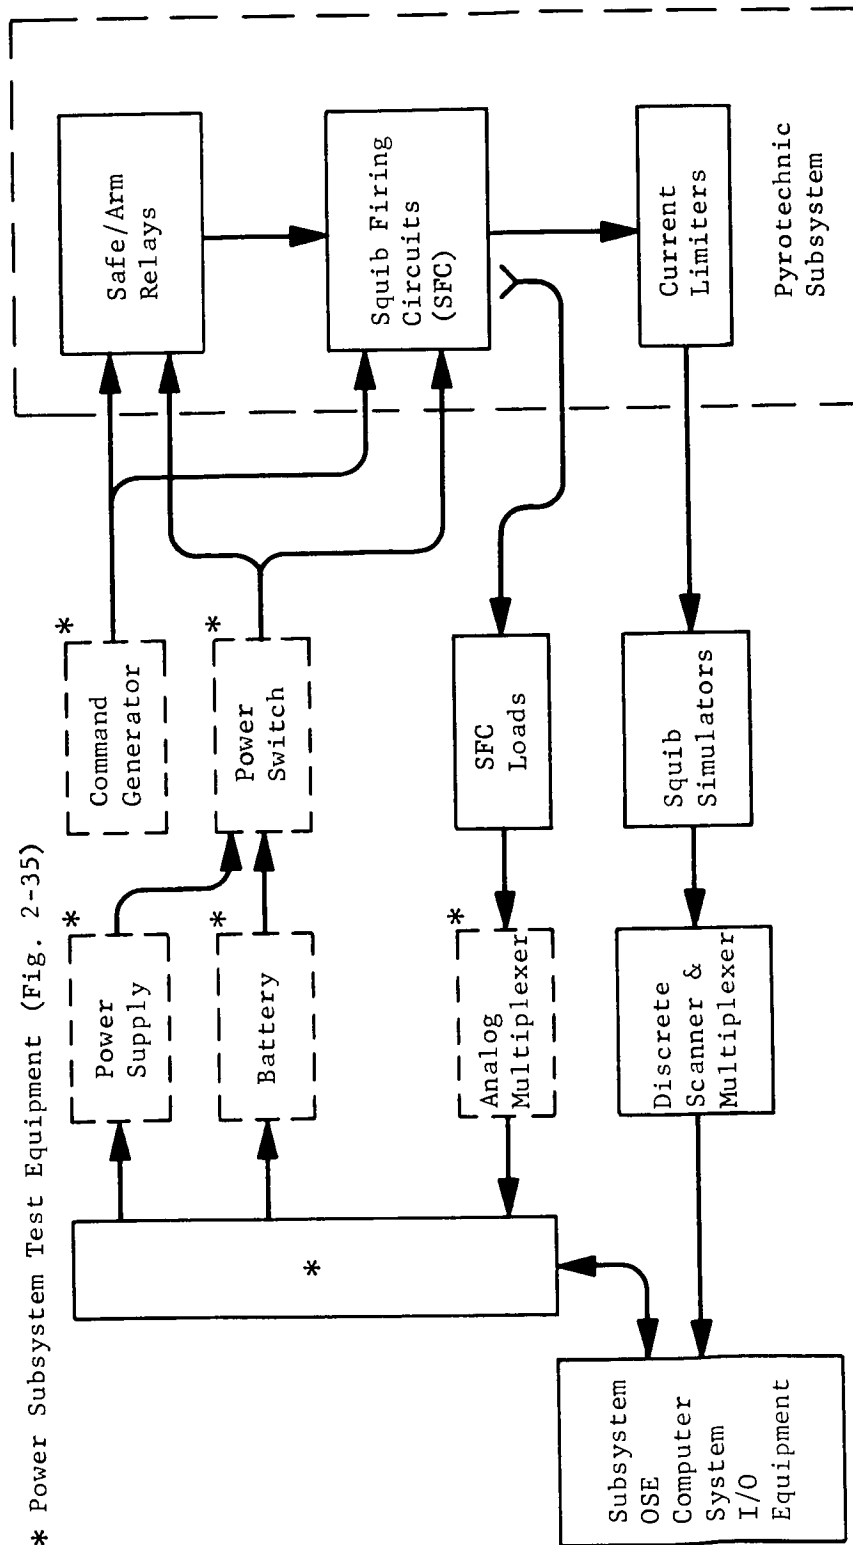 * Power Subsystem Test Equipment (Fig. 2-35)
*
Power
Supply
*
Command
Generator
Safe/Arm
Relays
*
Battery
*
Power
Switch
Squib Firing
Circuits
(SFC)
*
*
Analog
Multiplexer
SFC
Loads
Subsystem
OSE
Computer
System
I/O
Equipment
Discrete
Scanner &
Multiplexer
Squib
Simulators
Current
Limiters
Pyrotechnic
Subsystem